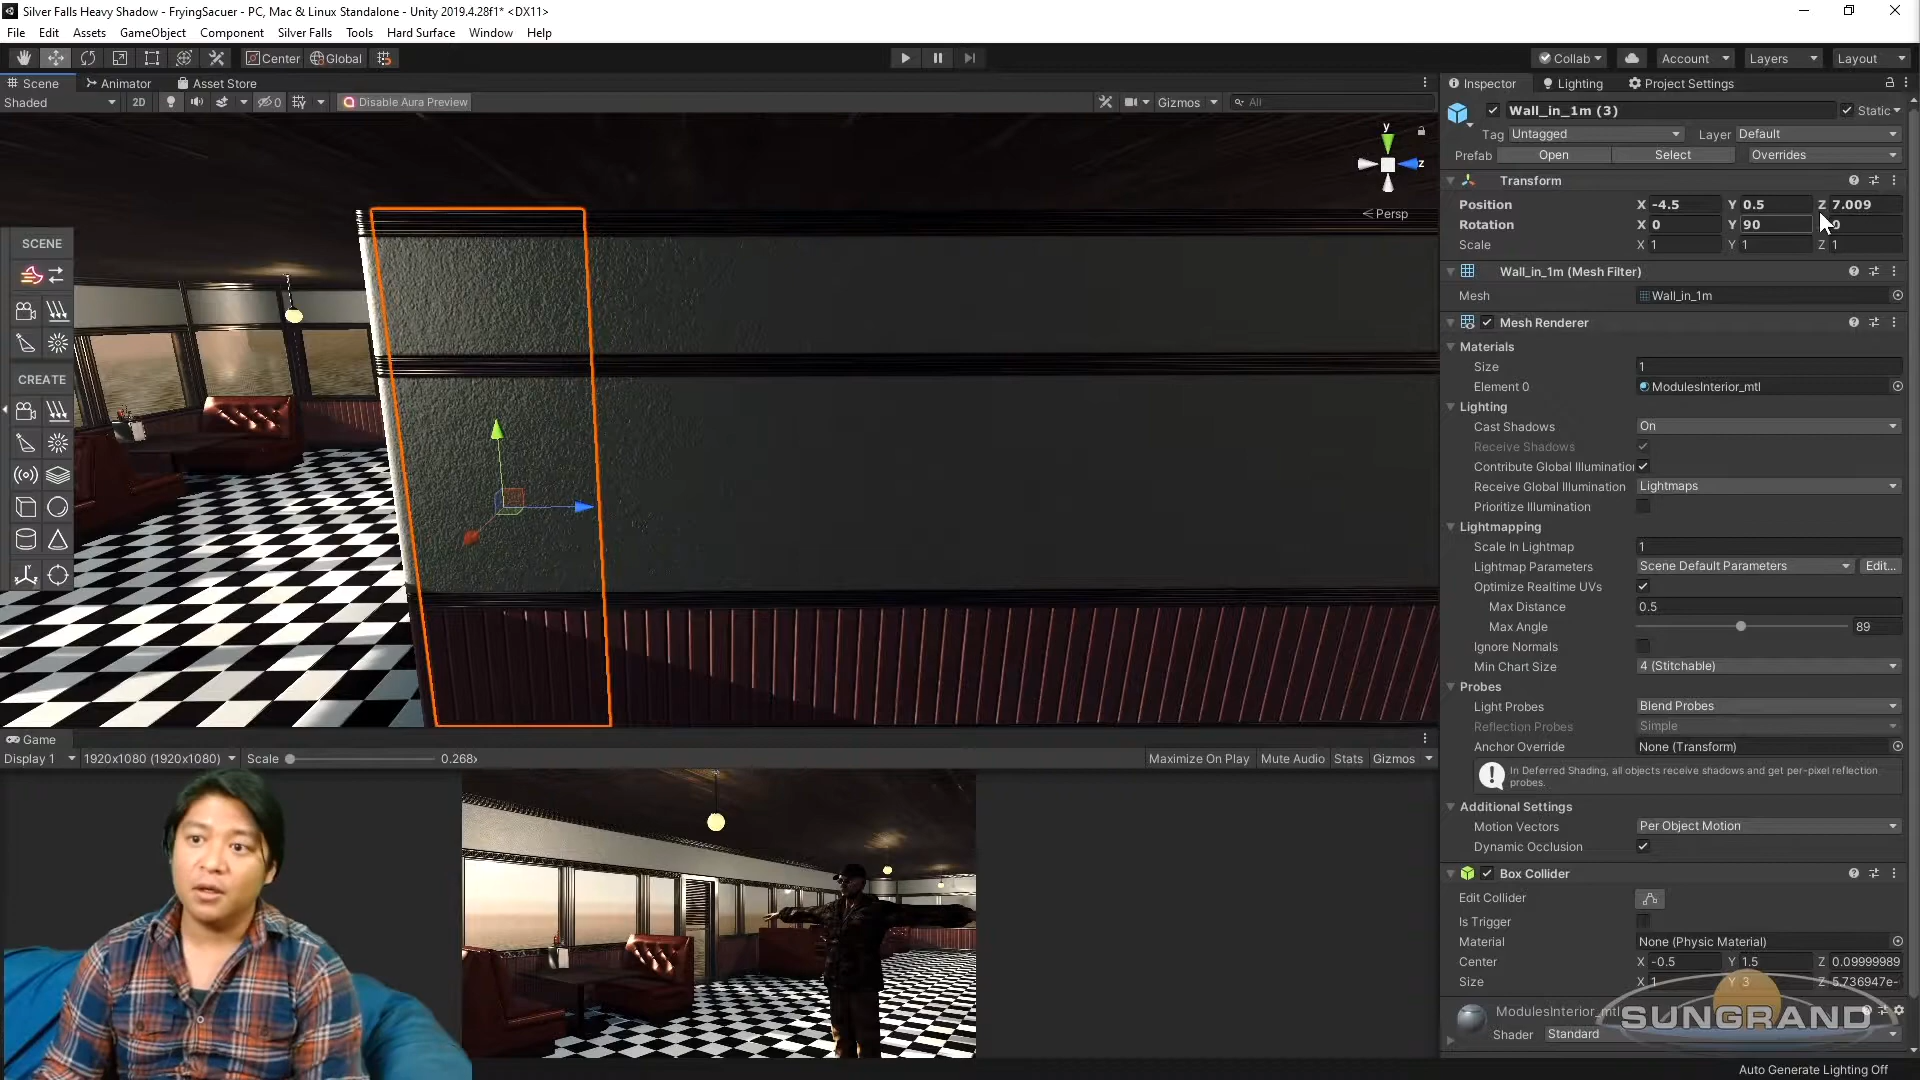 Silver Falls Heavy Shadow - FryingSacuer - PC, Mac & Linux Standalone - Unity 2019.4.28f1* <DX11>
File Edit Assets GameObject Component Silver Falls Tools Hard Surface Window Help
Center Global Collab Account Layers Layout
Scene Animator Asset Store
Shaded 2D 0 Disable Aura Preview Gizmos All
y
z
Persp
SCENE
CREATE
Inspector Lighting Project Settings
Wall_in_1m (3) Static
Tag Untagged Layer Default
Prefab Open Select Overrides
Transform
Position X -4.5 Y 0.5 Z 7.009
Rotation X 0 Y 90 0
Scale X 1 Y 1 Z 1
Wall_in_1m (Mesh Filter)
Mesh Wall_in_1m
Mesh Renderer
Materials
Size 1
Element 0 ModulesInterior_mtl
Lighting
Cast Shadows On
Receive Shadows
Contribute Global Illumination
Receive Global Illumination Lightmaps
Prioritize Illumination
Lightmapping
Scale In Lightmap 1
Lightmap Parameters Scene Default Parameters Edit...
Optimize Realtime UVs
Max Distance 0.5
Max Angle 89
Ignore Normals
Min Chart Size 4 (Stitchable)
Probes
Light Probes Blend Probes
Reflection Probes Simple
Anchor Override None (Transform)
In Deferred Shading, all objects receive shadows and get per-pixel reflection
probes.
Additional Settings
Motion Vectors Per Object Motion
Dynamic Occlusion
Box Collider
Edit Collider
Is Trigger
Material None (Physic Material)
Center X -0.5 Y 1.5 Z 0.09999989
Size X 1 Y 3 Z 5.736947e-
ModulesInterior_mtl
Shader Standard
SUNGRAND
Auto Generate Lighting Off
Game
Display 1 1920x1080 (1920x1080) Scale 0.268x Maximize On Play Mute Audio Stats Gizmos